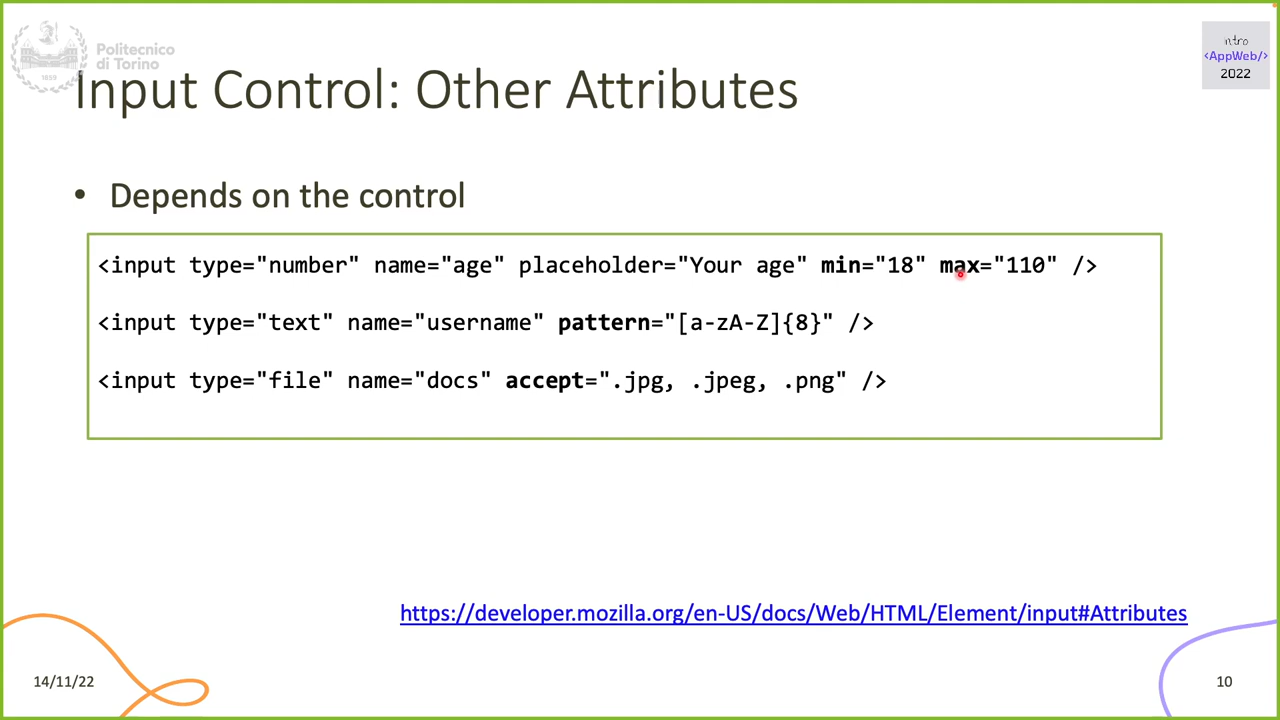 Politecnico
di Torino
1859
intro
<AppWeb/>
2022
Input Control: Other Attributes
• Depends on the control
<input type="number" name="age" placeholder="Your age" min="18" max="110" />
<input type="text" name="username" pattern="[a-zA-Z]{8}" />
<input type="file" name="docs" accept=".jpg, .jpeg, .png" />
https://developer.mozilla.org/en-US/docs/Web/HTML/Element/input#Attributes
14/11/22
10